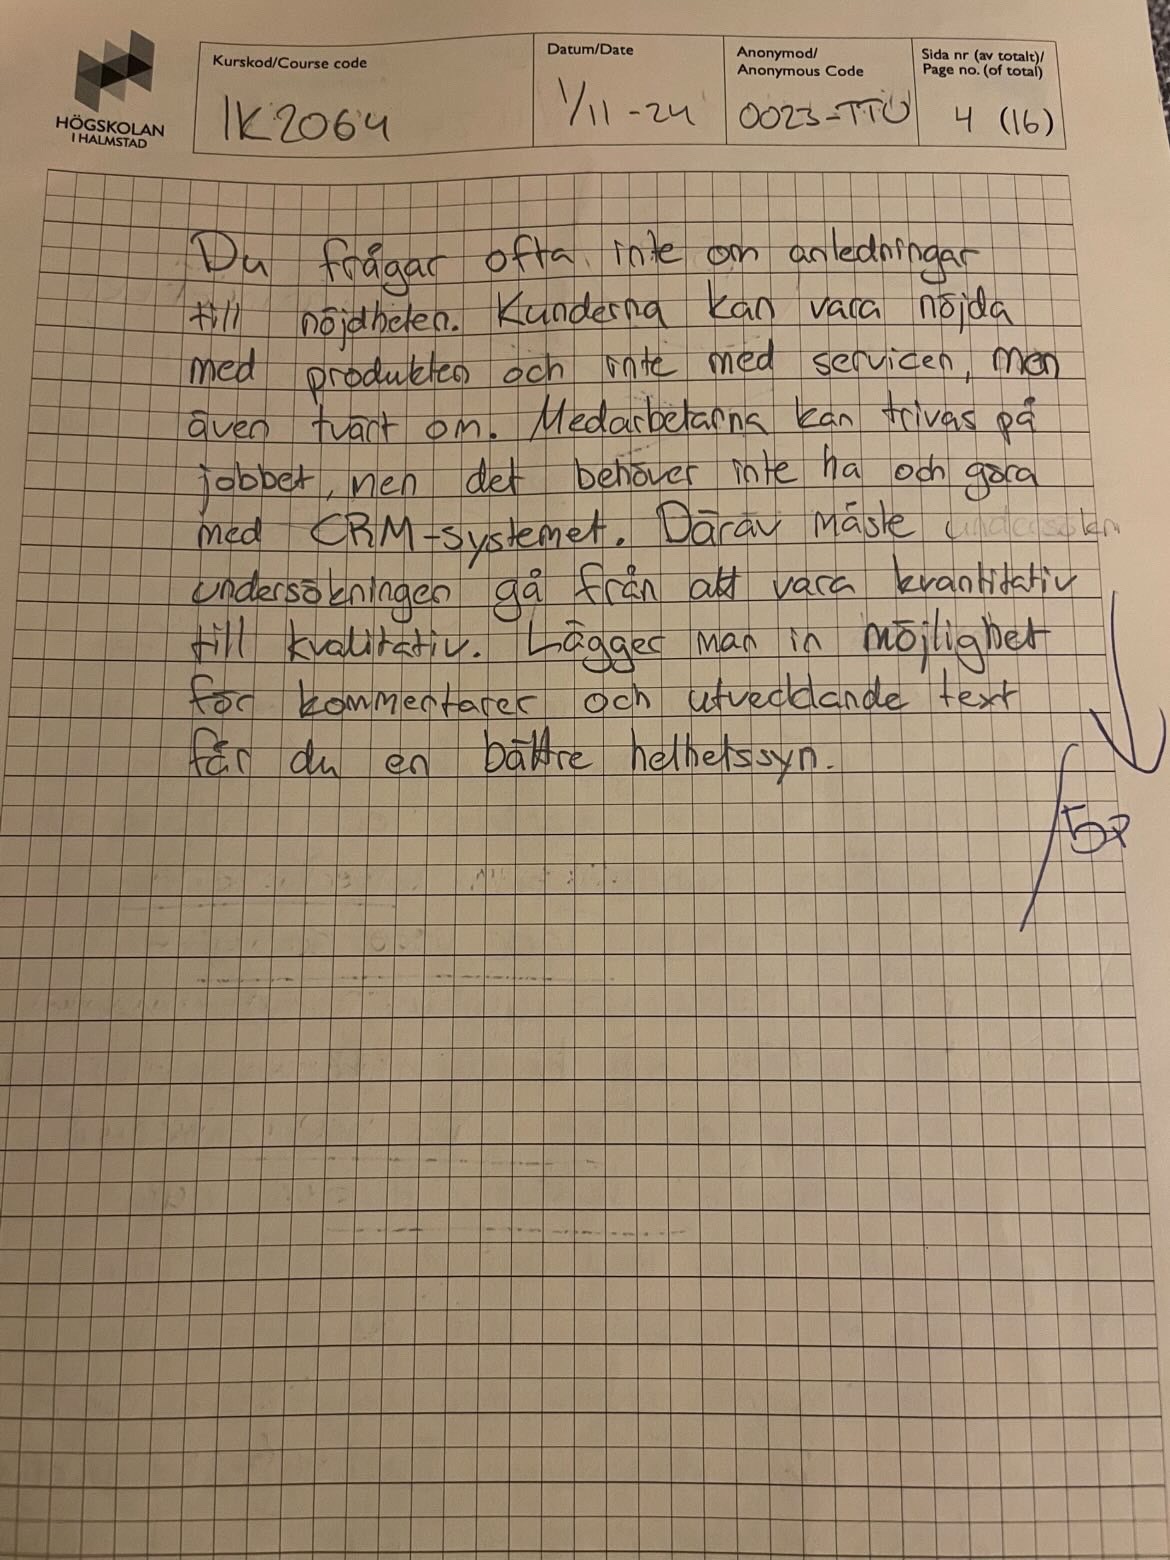 HÖGSKOLAN
I HALMSTAD
Kurskod/Course code
IK2064
Datum/Date
1/11-24
Anonymod/
Anonymous Code
0023-TTU
Sida nr (av totalt)/
Page no. (of total)
4 (16)
Du frågar ofta inte om anledningar
till nöjdheten. Kunderna kan vara nöjda
med produkten och inte med servicen, men
även tvärt om. Medarbetarna kan trivas på
jobbet, men det behöver inte ha och göra
med CRM-systemet. Därav måste
undersökningen gå från att vara kvantitativ
till kvalitativ. Lägger man in möjlighet
för kommentarer och utvecklande text
får du en bättre helhetssyn.
5p